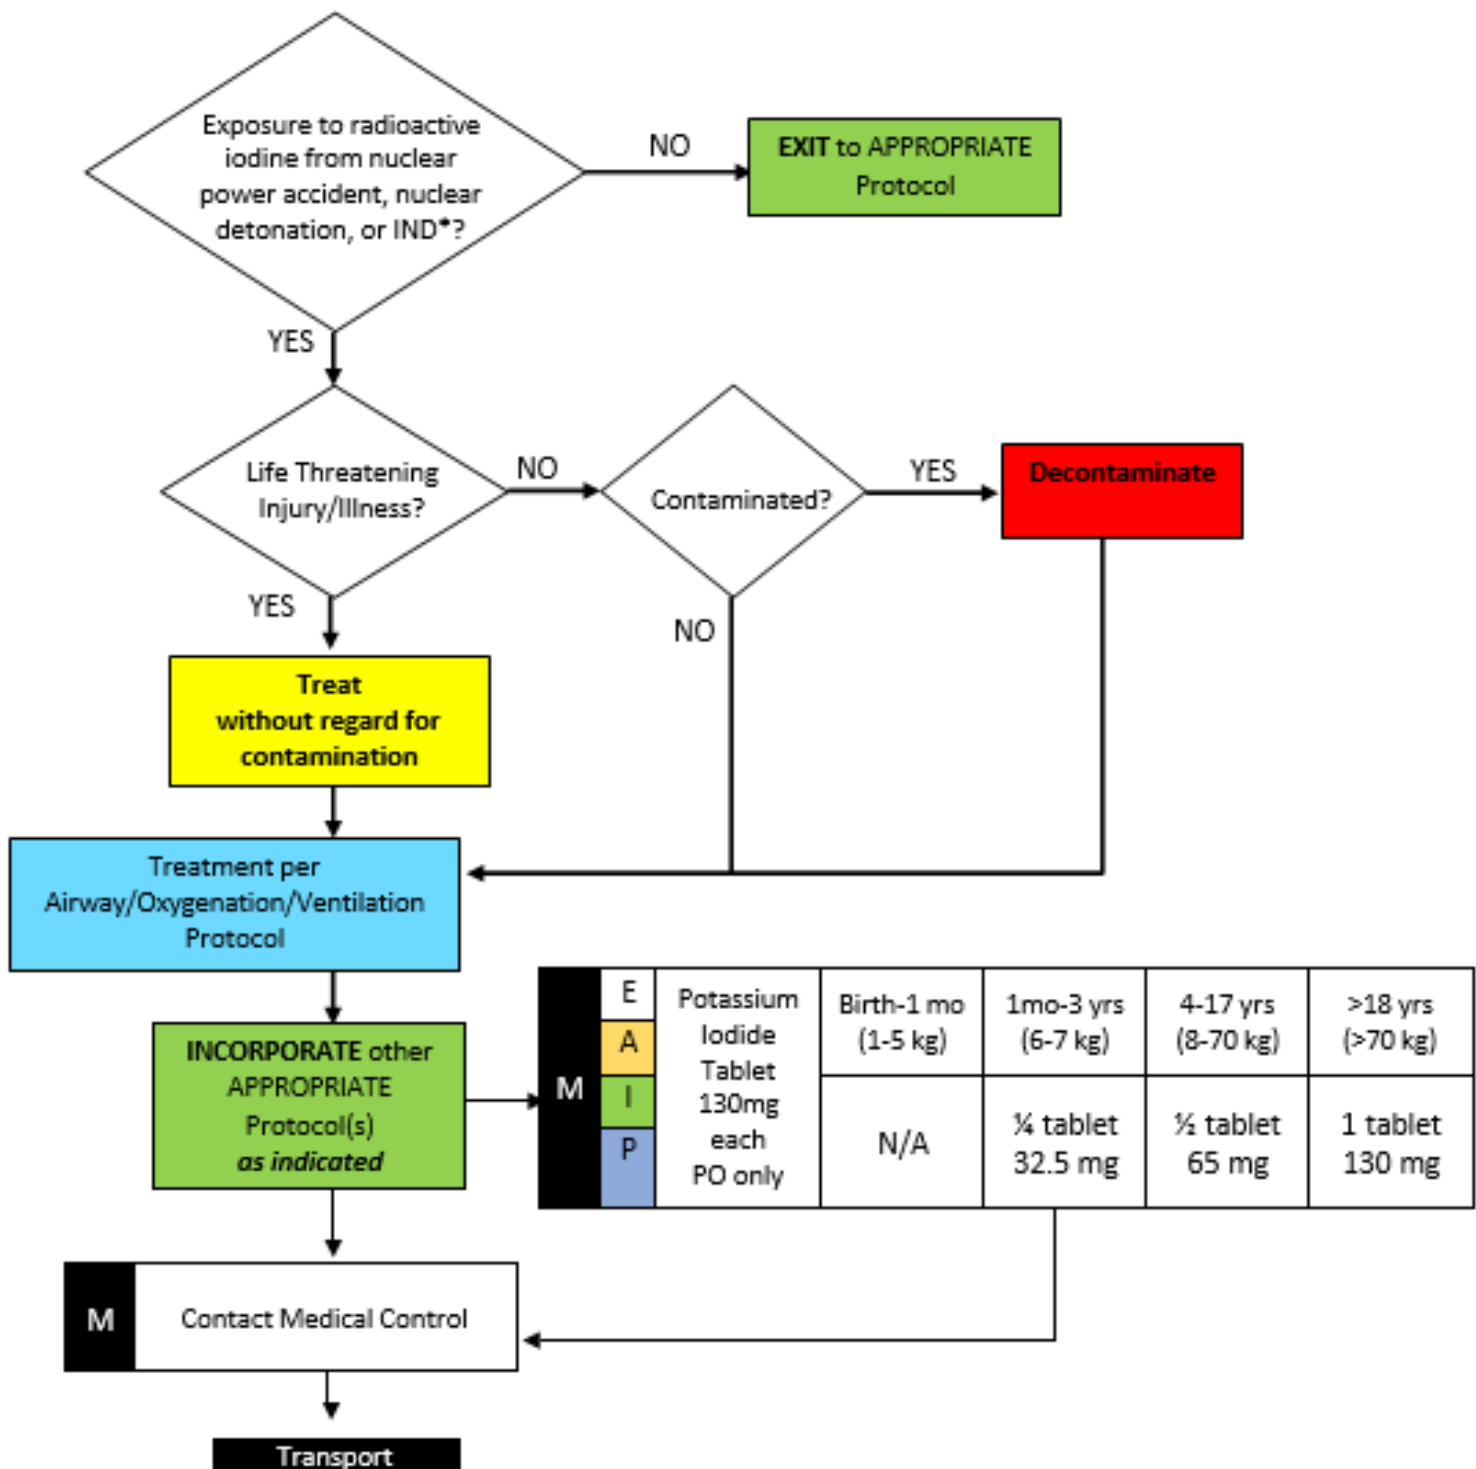 Exposure to radioactive
iodine from nuclear
power accident, nuclear
detonation, or IND*?
NO
EXIT to APPROPRIATE
Protocol
YES
Life Threatening
Injury/Illness?
NO
Contaminated?
YES
Decontaminate
YES
NO
Treat
without regard for
contamination
Treatment per
Airway/Oxygenation/Ventilation
Protocol
INCORPORATE other
APPROPRIATE
Protocol(s)
as indicated
M
E
A
I
P
Potassium
Iodide
Tablet
130mg
each
PO only
Birth-1 mo
(1-5 kg)
1mo-3 yrs
(6-7 kg)
4-17 yrs
(8-70 kg)
>18 yrs
(>70 kg)
N/A
¼ tablet
32.5 mg
½ tablet
65 mg
1 tablet
130 mg
M
Contact Medical Control
Transport